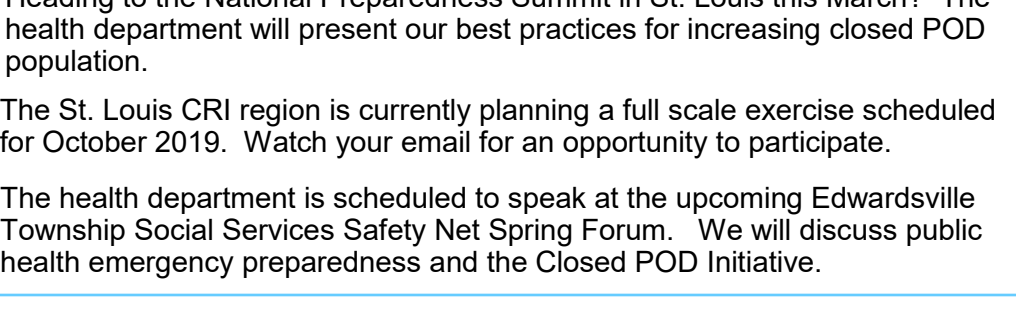 Heading to the National Preparedness Summit in St. Louis this March? The
health department will present our best practices for increasing closed POD
population.
The St. Louis CRI region is currently planning a full scale exercise scheduled
for October 2019.  Watch your email for an opportunity to participate.
The health department is scheduled to speak at the upcoming Edwardsville
Township Social Services Safety Net Spring Forum.   We will discuss public
health emergency preparedness and the Closed POD Initiative.